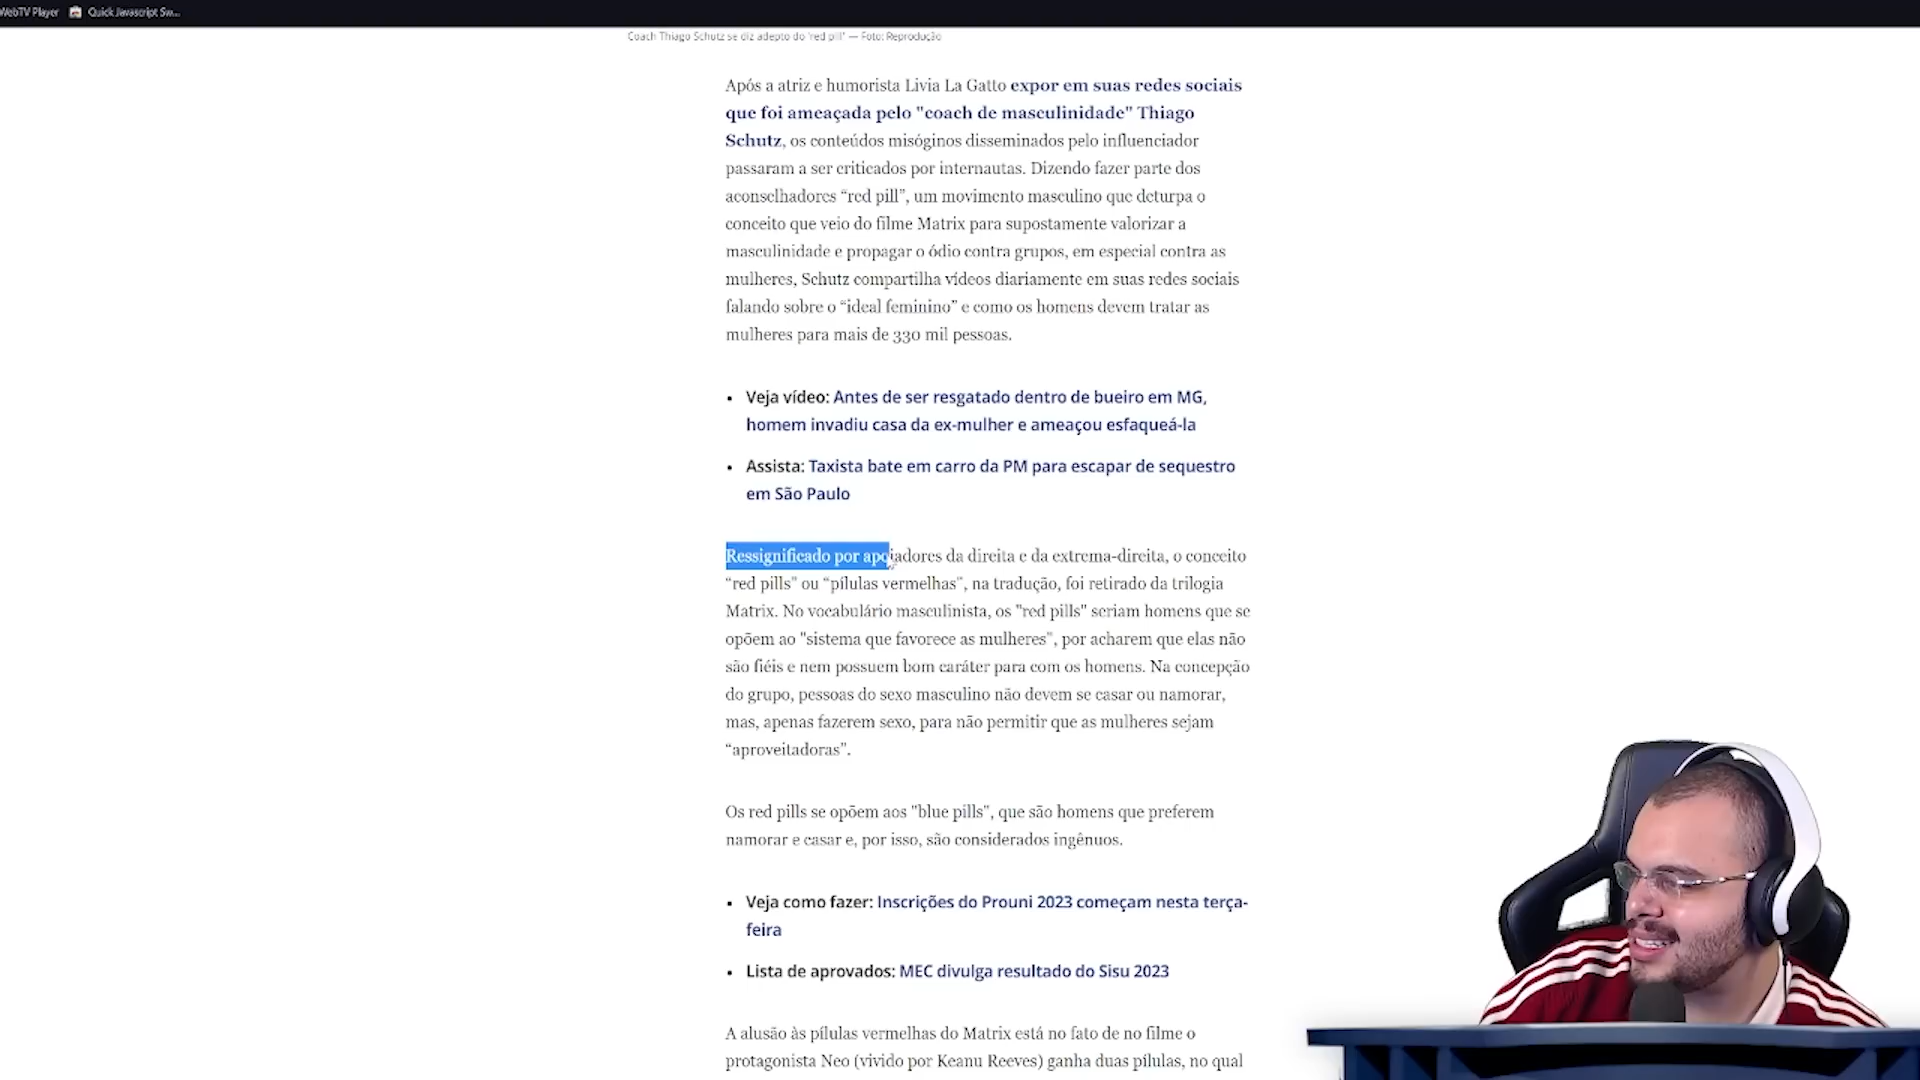 WebTV Player Quick Javascript Sw...
Coach Thiago Schutz se diz adepto do 'red pill' — Foto: Reprodução
Após a atriz e humorista Livia La Gatto expor em suas redes sociais
que foi ameaçada pelo "coach de masculinidade" Thiago
Schutz, os conteúdos misóginos disseminados pelo influenciador
passaram a ser criticados por internautas. Dizendo fazer parte dos
aconselhadores “red pill”, um movimento masculino que deturpa o
conceito que veio do filme Matrix para supostamente valorizar a
masculinidade e propagar o ódio contra grupos, em especial contra as
mulheres, Schutz compartilha vídeos diariamente em suas redes sociais
falando sobre o “ideal feminino” e como os homens devem tratar as
mulheres para mais de 330 mil pessoas.
• Veja vídeo: Antes de ser resgatado dentro de bueiro em MG,
homem invadiu casa da ex-mulher e ameaçou esfaqueá-la
• Assista: Taxista bate em carro da PM para escapar de sequestro
em São Paulo
Ressignificado por apoiadores da direita e da extrema-direita, o conceito
“red pills” ou “pílulas vermelhas”, na tradução, foi retirado da trilogia
Matrix. No vocabulário masculinista, os "red pills" seriam homens que se
opõem ao "sistema que favorece as mulheres", por acharem que elas não
são fiéis e nem possuem bom caráter para com os homens. Na concepção
do grupo, pessoas do sexo masculino não devem se casar ou namorar,
mas, apenas fazerem sexo, para não permitir que as mulheres sejam
“aproveitadoras”.
Os red pills se opõem aos "blue pills", que são homens que preferem
namorar e casar e, por isso, são considerados ingênuos.
• Veja como fazer: Inscrições do Prouni 2023 começam nesta terça-
feira
• Lista de aprovados: MEC divulga resultado do Sisu 2023
A alusão às pílulas vermelhas do Matrix está no fato de no filme o
protagonista Neo (vivido por Keanu Reeves) ganha duas pílulas, no qual